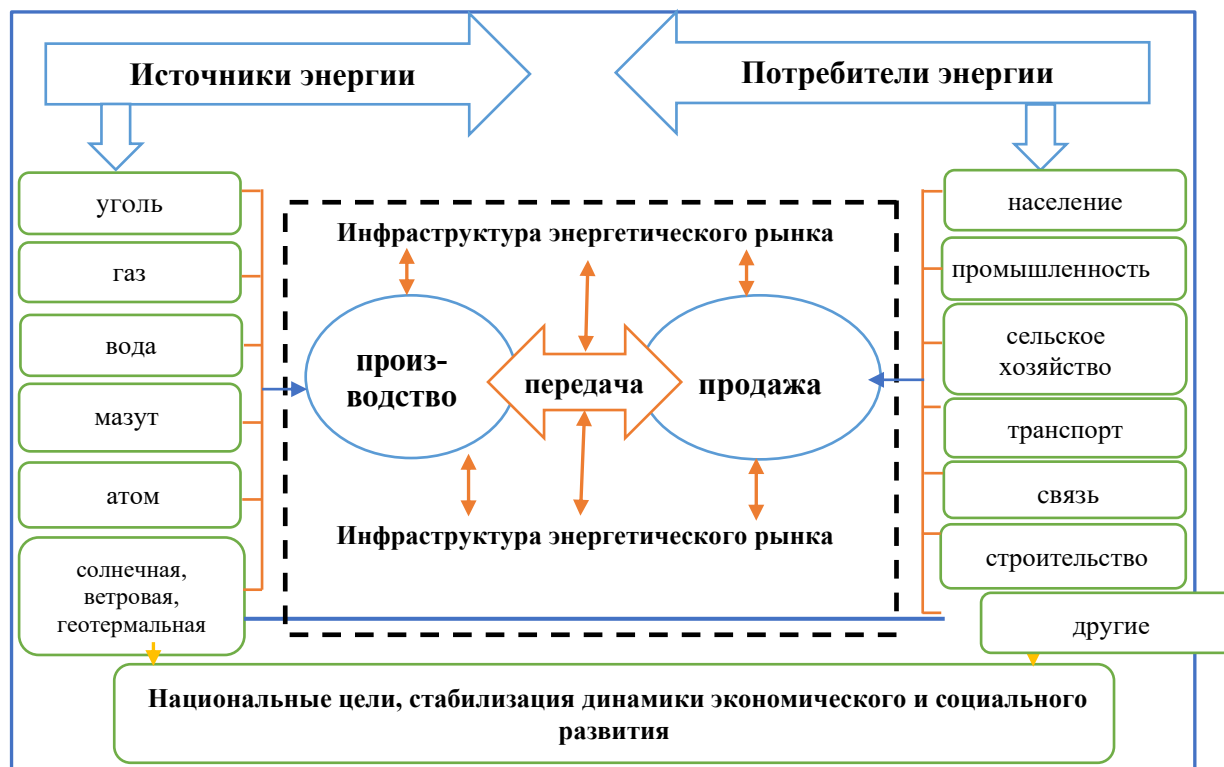 Источники энергии
Потребители энергии
уголь
газ
вода
мазут
атом
солнечная,
ветровая,
геотермальная
Инфраструктура энергетического рынка
произ-
водство
передача
продажа
Инфраструктура энергетического рынка
население
промышленность
сельское
хозяйство
транспорт
связь
строительство
другие
Национальные цели, стабилизация динамики экономического и социального
развития